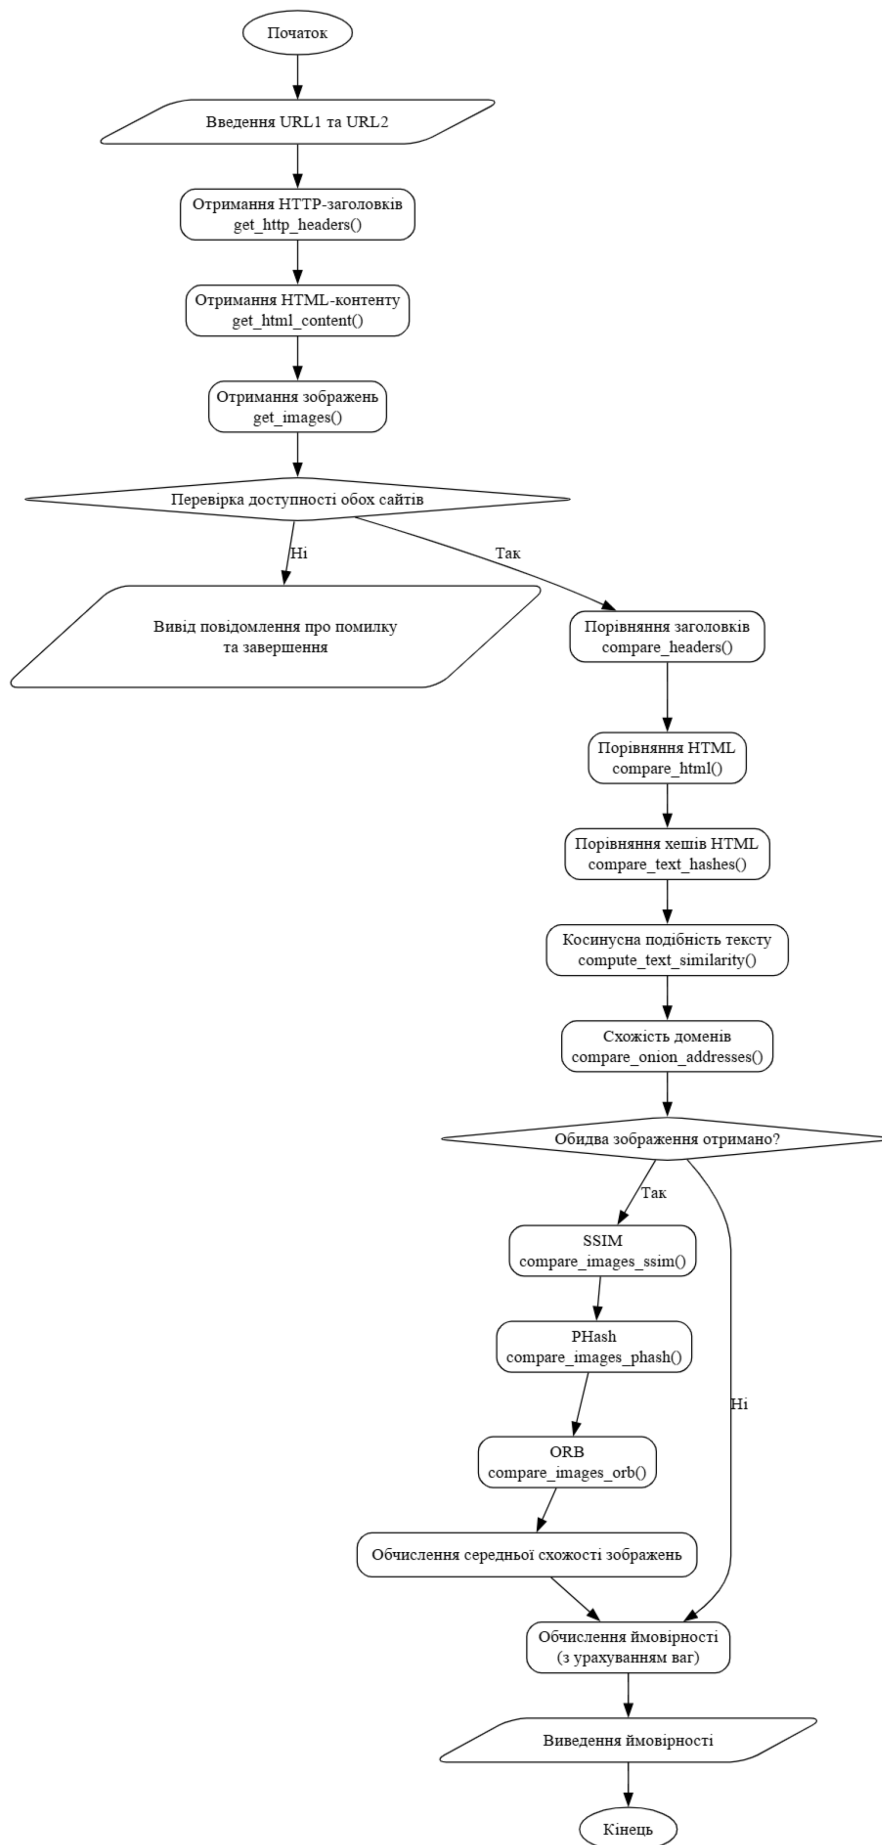 Початок
Введення URL1 та URL2
Отримання HTTP-заголовків
get_http_headers()
Отримання HTML-контенту
get_html_content()
Отримання зображень
get_images()
Перевірка доступності обох сайтів
Ні
Так
Вивід повідомлення про помилку
та завершення
Порівняння заголовків
compare_headers()
Порівняння HTML
compare_html()
Порівняння хешів HTML
compare_text_hashes()
Косинусна подібність тексту
compute_text_similarity()
Схожість доменів
compare_onion_addresses()
Обидва зображення отримано?
Так
SSIM
compare_images_ssim()
PHash
compare_images_phash()
Ні
ORB
compare_images_orb()
Обчислення середньої схожості зображень
Обчислення ймовірності
(з урахуванням ваг)
Виведення ймовірності
Кінець